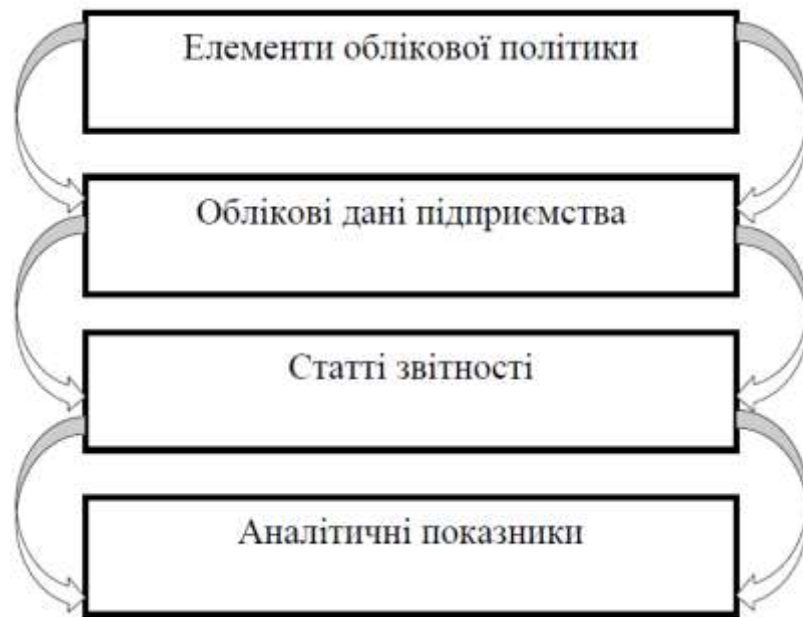 Елементи облікової політики
Облікові дані підприємства
Статті звітності
Аналітичні показники